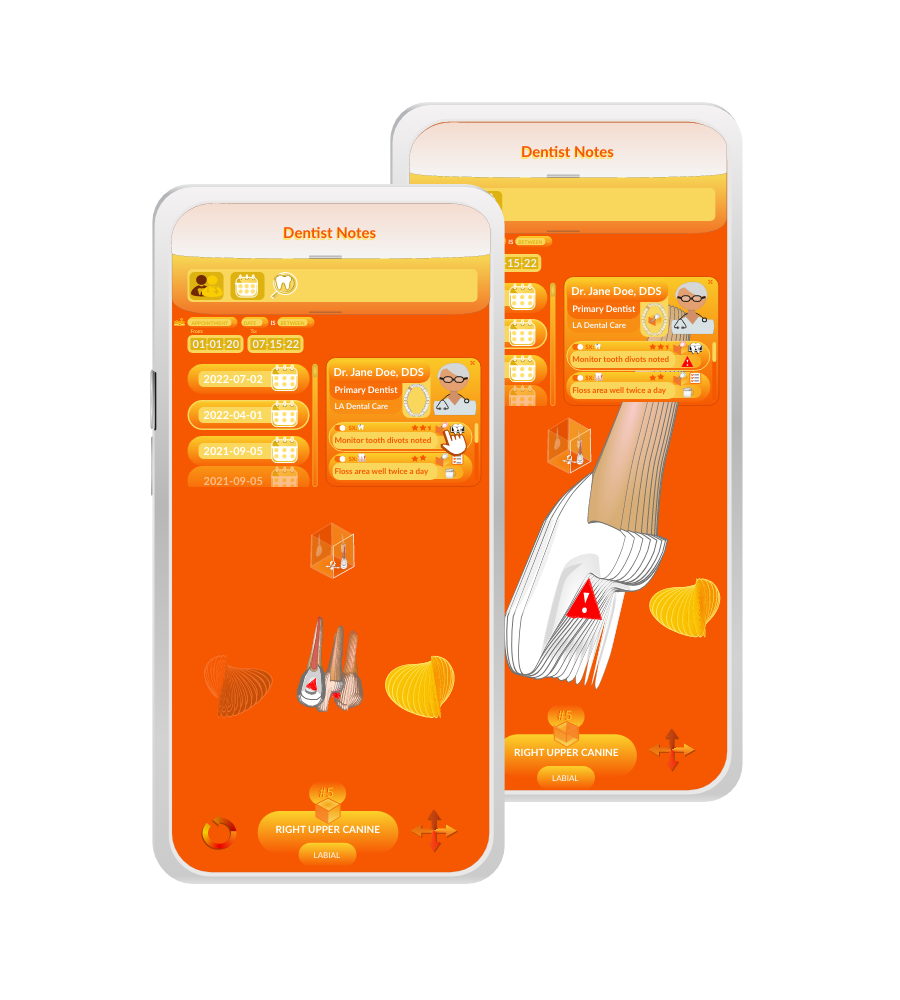 Dentist Notes
APPOINTMENT DATE IS BETWEEN
From: To:
01-01-20 07-15-22
2022-07-02
2022-04-01
2021-09-05
2021-09-05
Dr. Jane Doe, DDS
Primary Dentist
LA Dental Care
5X
Monitor tooth divots noted
5X
Floss area well twice a day
#5
RIGHT UPPER CANINE
LABIAL
Dentist Notes
IS BETWEEN
-15-22
Dr. Jane Doe, DDS
Primary Dentist
LA Dental Care
Monitor tooth divots noted
Floss area well twice a day
#5
RIGHT UPPER CANINE
LABIAL